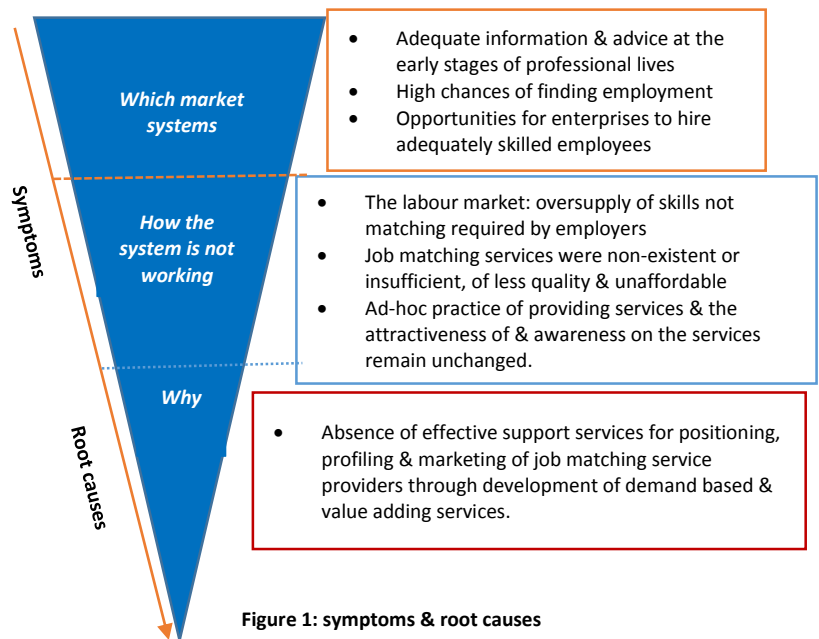 Which market
systems
• Adequate information & advice at the
early stages of professional lives
• High chances of finding employment
• Opportunities for enterprises to hire
adequately skilled employees
Symptoms
How the
system is not
working
• The labour market: oversupply of skills not
matching required by employers
• Job matching services were non-existent or
insufficient, of less quality & unaffordable
• Ad-hoc practice of providing services & the
attractiveness of & awareness on the services
remain unchanged.
Root causes
Why
• Absence of effective support services for positioning,
profiling & marketing of job matching service
providers through development of demand based &
value adding services.
Figure 1: symptoms & root causes